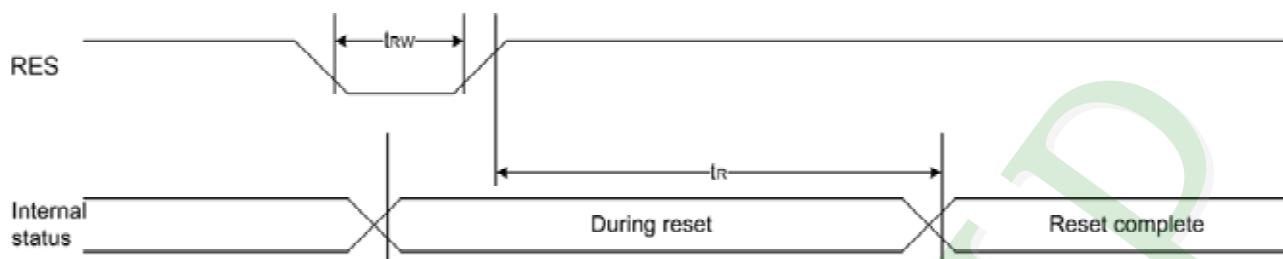 tRW
RES
tR
Internal
status
During reset
Reset complete